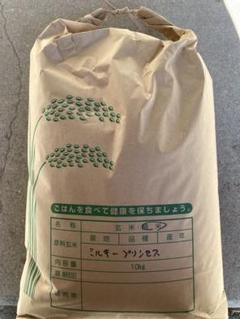 ごはんを食べて健康を保ちましょう。
名称 玄米
原料玄米 産地 品種 産年
ミルキープリンセス
内容量 10kg